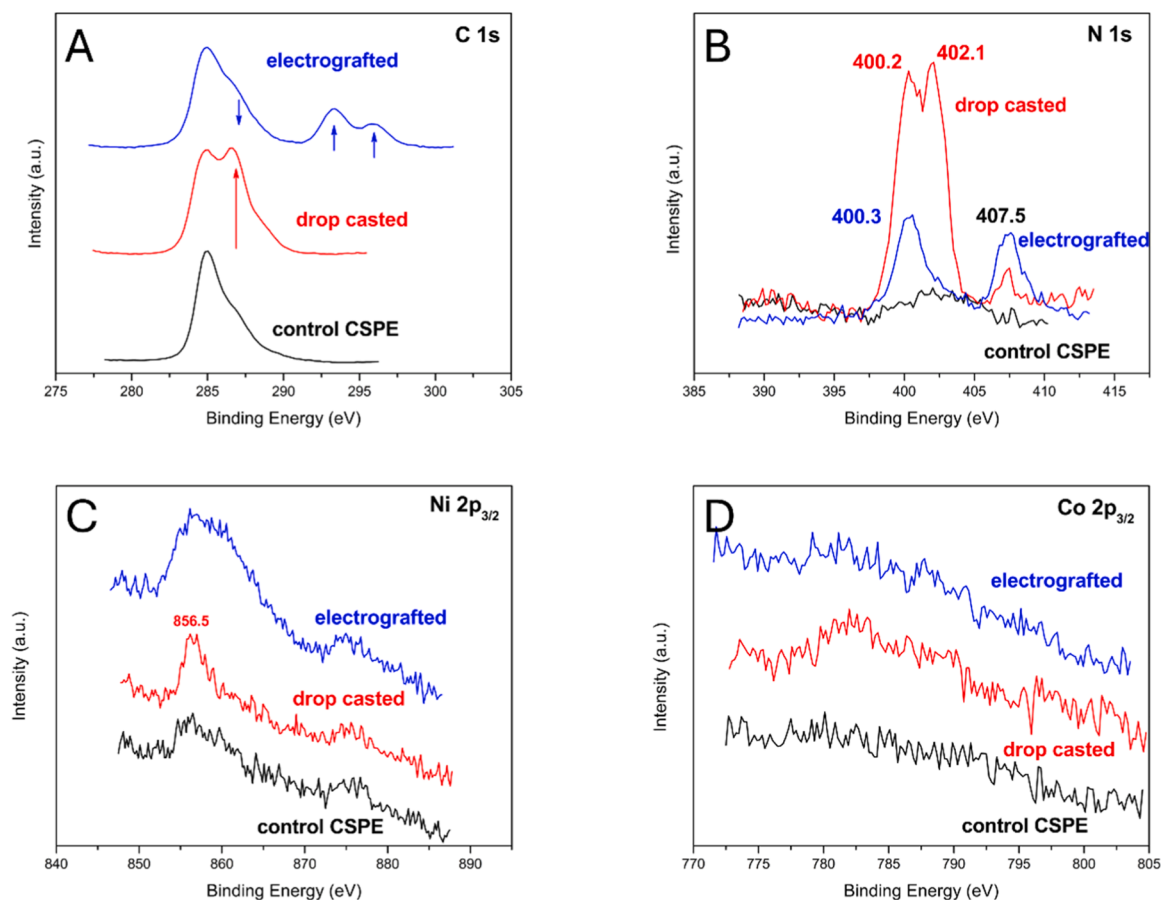 A
C 1s
electrografted
drop casted
control CSPE
Intensity (a.u.)
275 280 285 290 295 300 305
Binding Energy (eV)
B
N 1s
400.2
402.1
drop casted
400.3
407.5
electrografted
control CSPE
Intensity (a.u.)
385 390 395 400 405 410 415
Binding Energy (eV)
C
Ni 2p3/2
electrografted
856.5
drop casted
control CSPE
Intensity (a.u.)
840 850 860 870 880 890
Binding Energy (eV)
D
Co 2p3/2
electrografted
drop casted
control CSPE
Intensity (a.u.)
770 775 780 785 790 795 800 805
Binding Energy (eV)